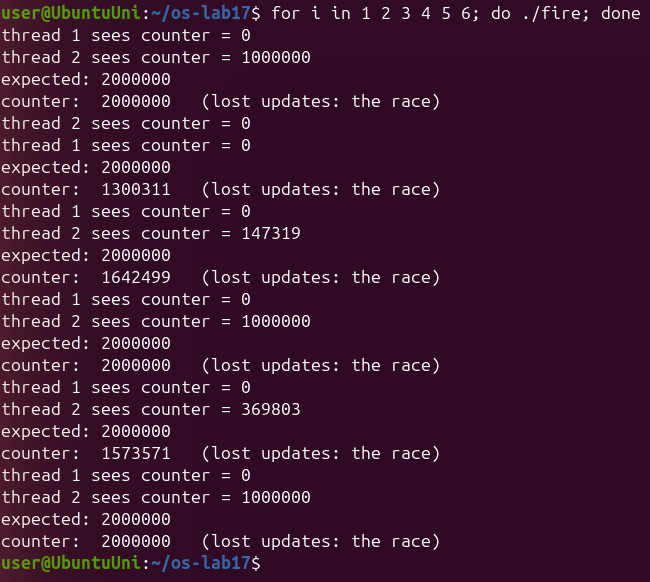 user@UbuntuUni:~/os-lab17$ for i in 1 2 3 4 5 6; do ./fire; done
thread 1 sees counter = 0
thread 2 sees counter = 1000000
expected: 2000000
counter:  2000000   (lost updates: the race)
thread 2 sees counter = 0
thread 1 sees counter = 0
expected: 2000000
counter:  1300311   (lost updates: the race)
thread 1 sees counter = 0
thread 2 sees counter = 147319
expected: 2000000
counter:  1642499   (lost updates: the race)
thread 1 sees counter = 0
thread 2 sees counter = 1000000
expected: 2000000
counter:  2000000   (lost updates: the race)
thread 1 sees counter = 0
thread 2 sees counter = 369803
expected: 2000000
counter:  1573571   (lost updates: the race)
thread 1 sees counter = 0
thread 2 sees counter = 1000000
expected: 2000000
counter:  2000000   (lost updates: the race)
user@UbuntuUni:~/os-lab17$